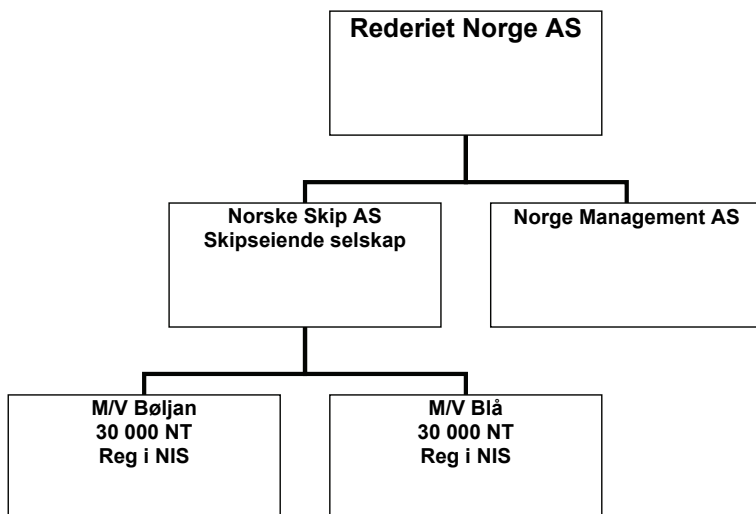 Rederiet Norge AS
Norske Skip AS
Skipseiende selskap
Norge Management AS
M/V Bøljan
30 000 NT
Reg i NIS
M/V Blå
30 000 NT
Reg i NIS